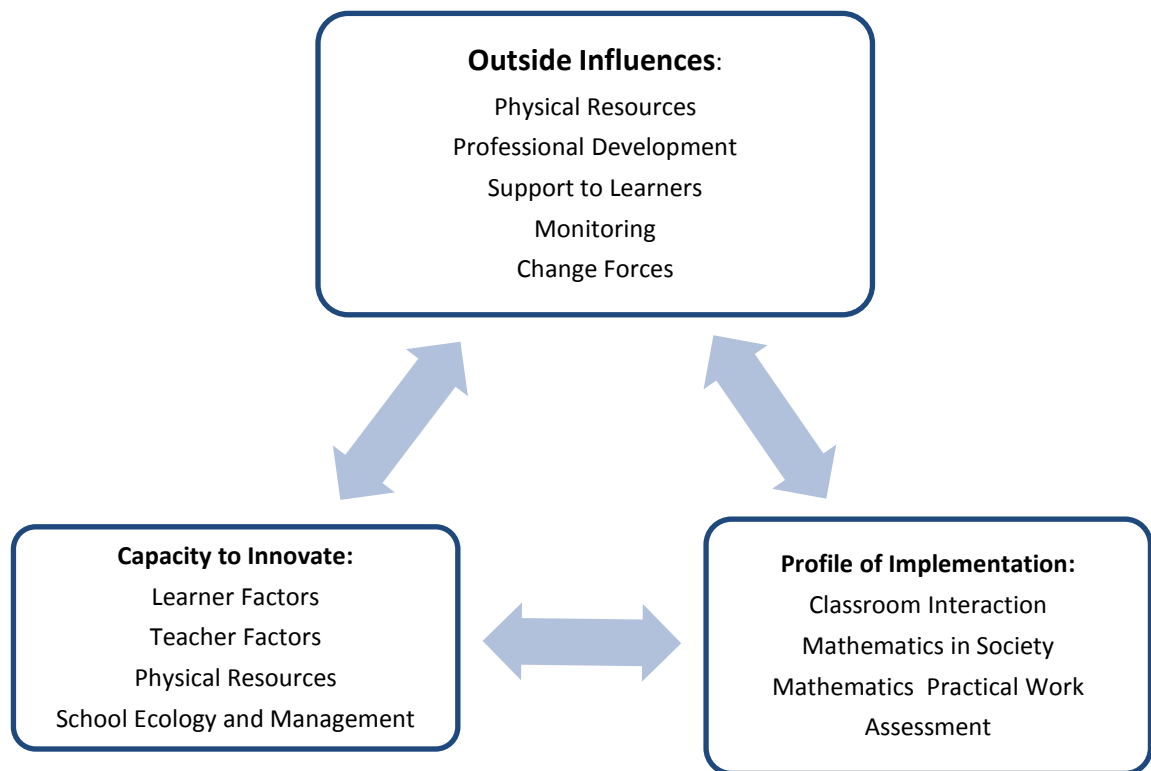 Outside Influences:
Physical Resources
Professional Development
Support to Learners
Monitoring
Change Forces
Capacity to Innovate:
Learner Factors
Teacher Factors
Physical Resources
School Ecology and Management
Profile of Implementation:
Classroom Interaction
Mathematics in Society
Mathematics  Practical Work
Assessment